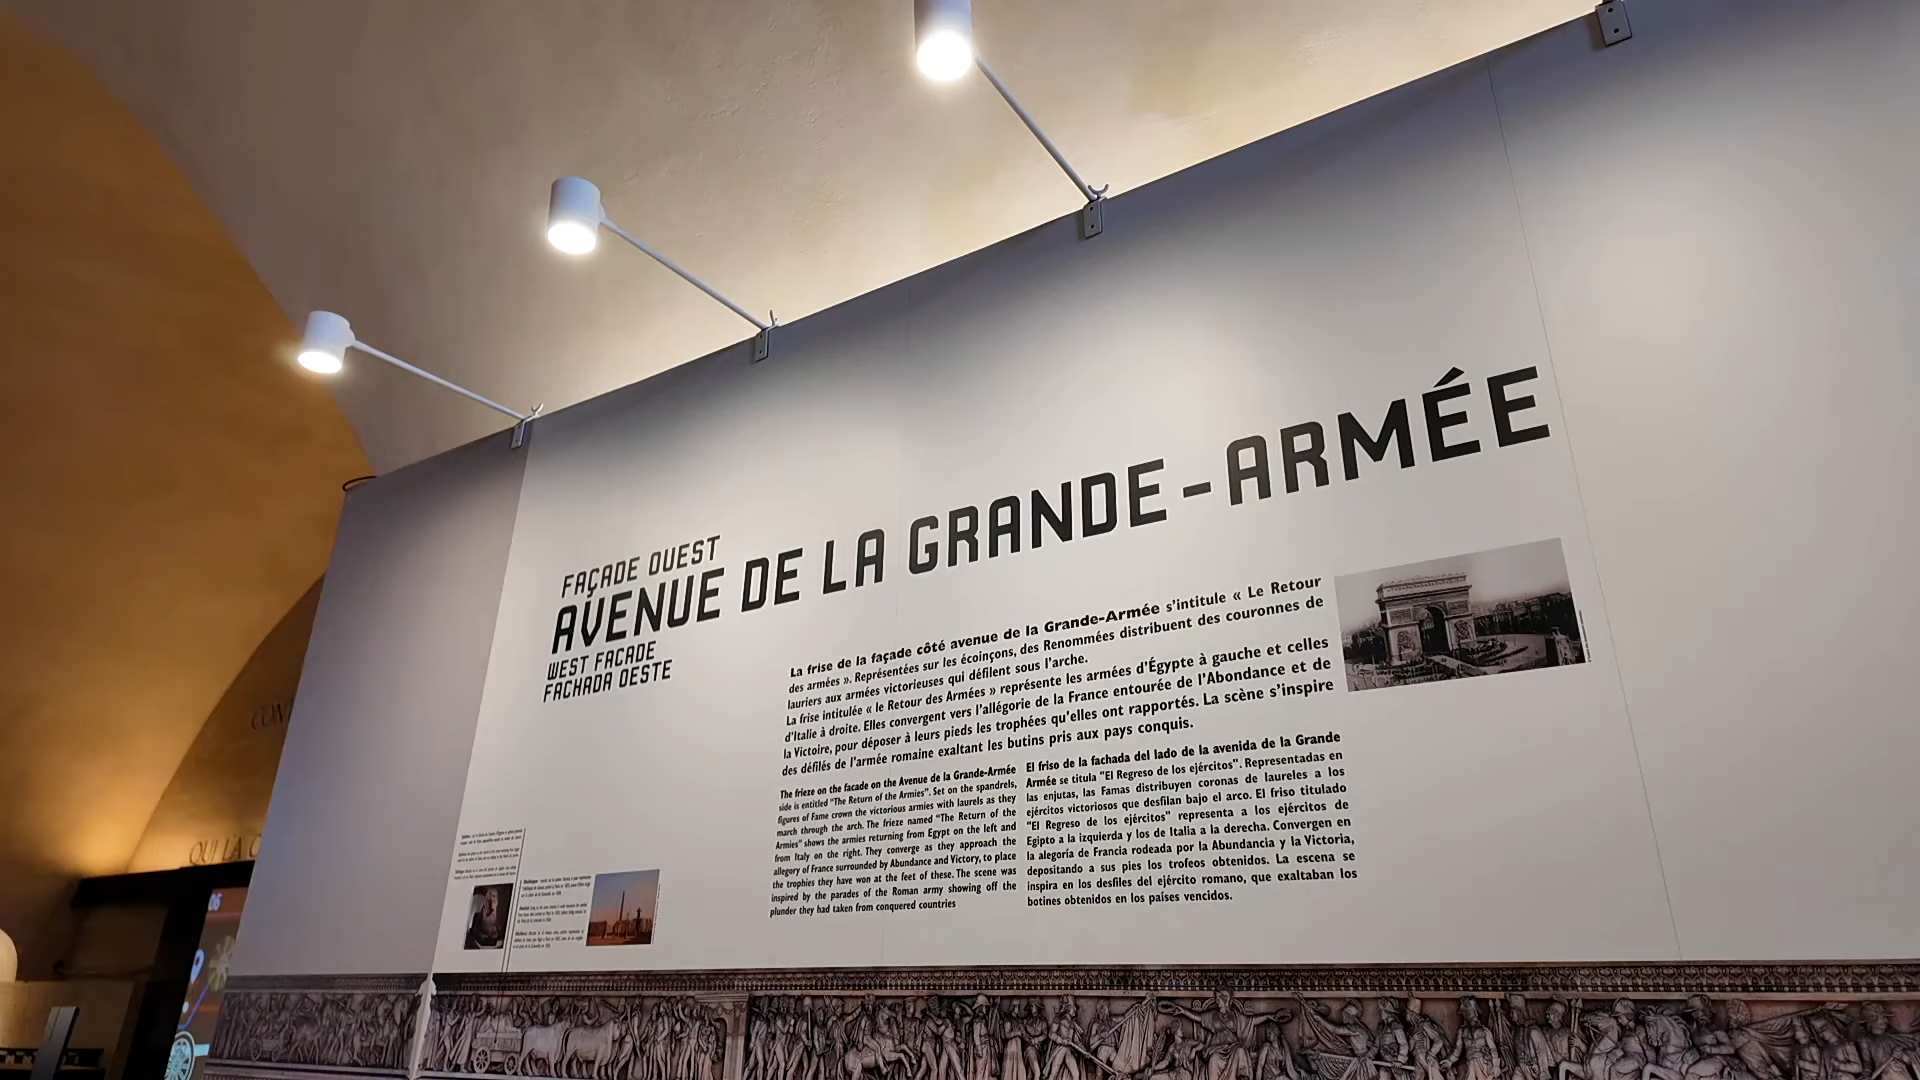 FAÇADE OUEST
AVENUE DE LA GRANDE-ARMÉE
WEST FACADE
FACHADA OESTE
La frise de la façade côté avenue de la Grande-Armée s'intitule « Le Retour
des armées ». Représentées sur les écoinçons, des Renommées distribuent des couronnes de
lauriers aux armées victorieuses qui défilent sous l'arche.
La frise intitulée « le Retour des Armées » représente les armées d'Égypte à gauche et celles
d'Italie à droite. Elles convergent vers l'allégorie de la France entourée de l'Abondance et de
la Victoire, pour déposer à leurs pieds les trophées qu'elles ont rapportés. La scène s'inspire
des défilés de l'armée romaine exaltant les butins pris aux pays conquis.
The frieze on the facade on the Avenue de la Grande-Armée
side is entitled "The Return of the Armies". Set on the spandrels,
figures of Fame crown the victorious armies with laurels as they
march through the arch. The frieze named "The Return of the
Armies" shows the armies returning from Egypt on the left and
from Italy on the right. They converge as they approach the
allegory of France surrounded by Abundance and Victory, to place
the trophies they have won at the feet of these. The scene was
inspired by the parades of the Roman army showing off the
plunder they had taken from conquered countries
El friso de la fachada del lado de la avenida de la Grande
Armée se titula "El Regreso de los ejércitos". Representadas en
las enjutas, las Famas distribuyen coronas de laureles a los
ejércitos victoriosos que desfilan bajo el arco. El friso titulado
"El Regreso de los ejércitos" representa a los ejércitos de
Egipto a la izquierda y los de Italia a la derecha. Convergen en
la alegoría de Francia rodeada por la Abundancia y la Victoria,
depositando a sus pies los trofeos obtenidos. La escena se
inspira en los desfiles del ejército romano, que exaltaban los
botines obtenidos en los países vencidos.
QUI LA
06